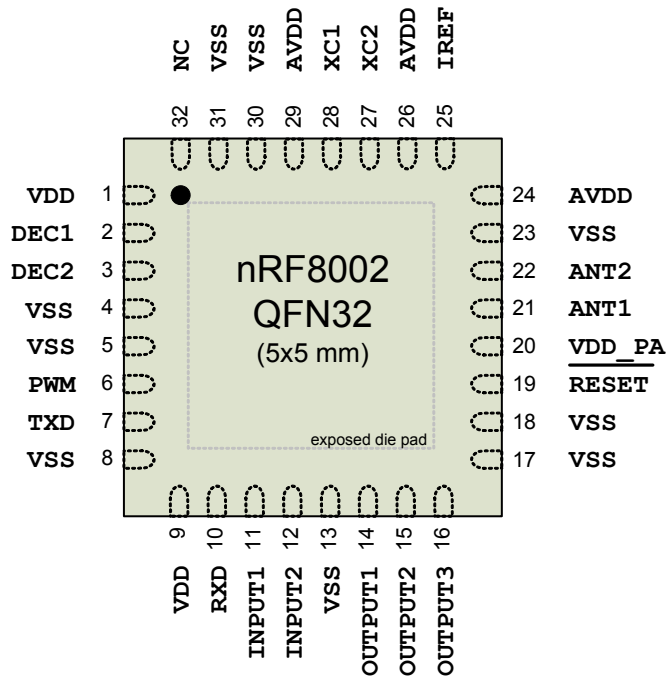 NC VSS VSS AVDD XC1 XC2 AVDD IREF
32 31 30 29 28 27 26 25
VDD 1
DEC1 2
DEC2 3
VSS 4
VSS 5
PWM 6
TXD 7
VSS 8
nRF8002
QFN32
(5x5 mm)
exposed die pad
24 AVDD
23 VSS
22 ANT2
21 ANT1
20 VDD_PA
19 RESET
18 VSS
17 VSS
9 10 11 12 13 14 15 16
VDD RXD INPUT1 INPUT2 VSS OUTPUT1 OUTPUT2 OUTPUT3